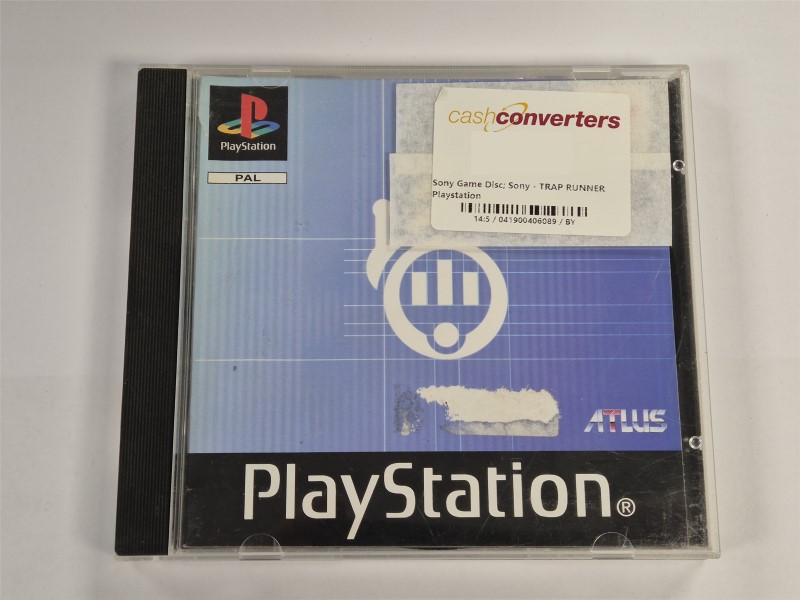 PlayStation
PAL
cashconverters
Sony Game Disc; Sony - TRAP RUNNER
Playstation
14:5 / 041900406089 / BY
ATLUS
PlayStation®